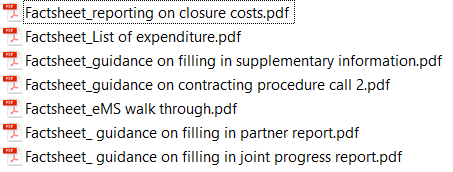 Factsheet_reporting on closure costs.pdf
Factsheet_List of expenditure.pdf
Factsheet_guidance on filling in supplementary information.pdf
Factsheet_guidance on contracting procedure call 2.pdf
Factsheet_eMS walk through.pdf
Factsheet_ guidance on filling in partner report.pdf
Factsheet_ guidance on filling in joint progress report.pdf